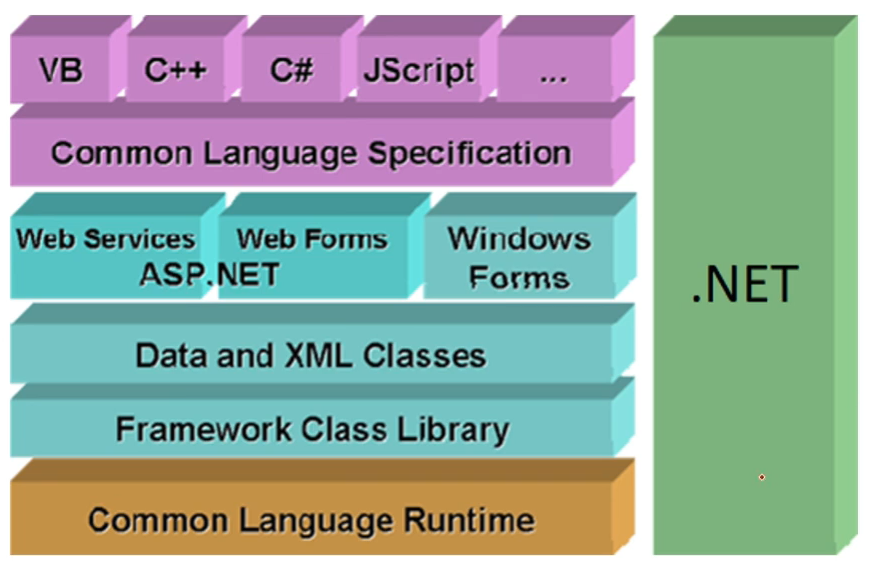 VB
C++
C#
JScript
...
Common Language Specification
Web Services
Web Forms
ASP.NET
Windows
Forms
Data and XML Classes
Framework Class Library
Common Language Runtime
.NET